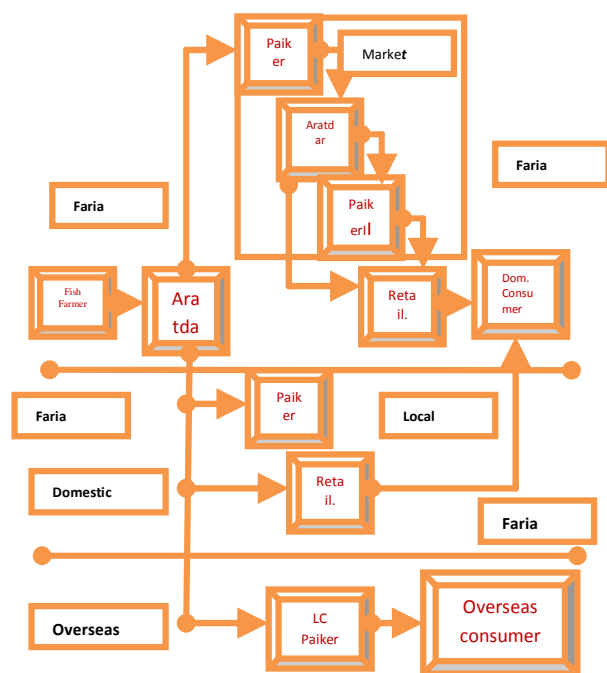 Paik
er
Market
Aratd
ar
Faria
Faria
Paik
erII
Fish
Farmer
Ara
tda
Reta
il.
Dom.
Consu
mer
Faria
Paik
er
Local
Domestic
Reta
il.
Faria
Overseas
LC
Paiker
Overseas
consumer